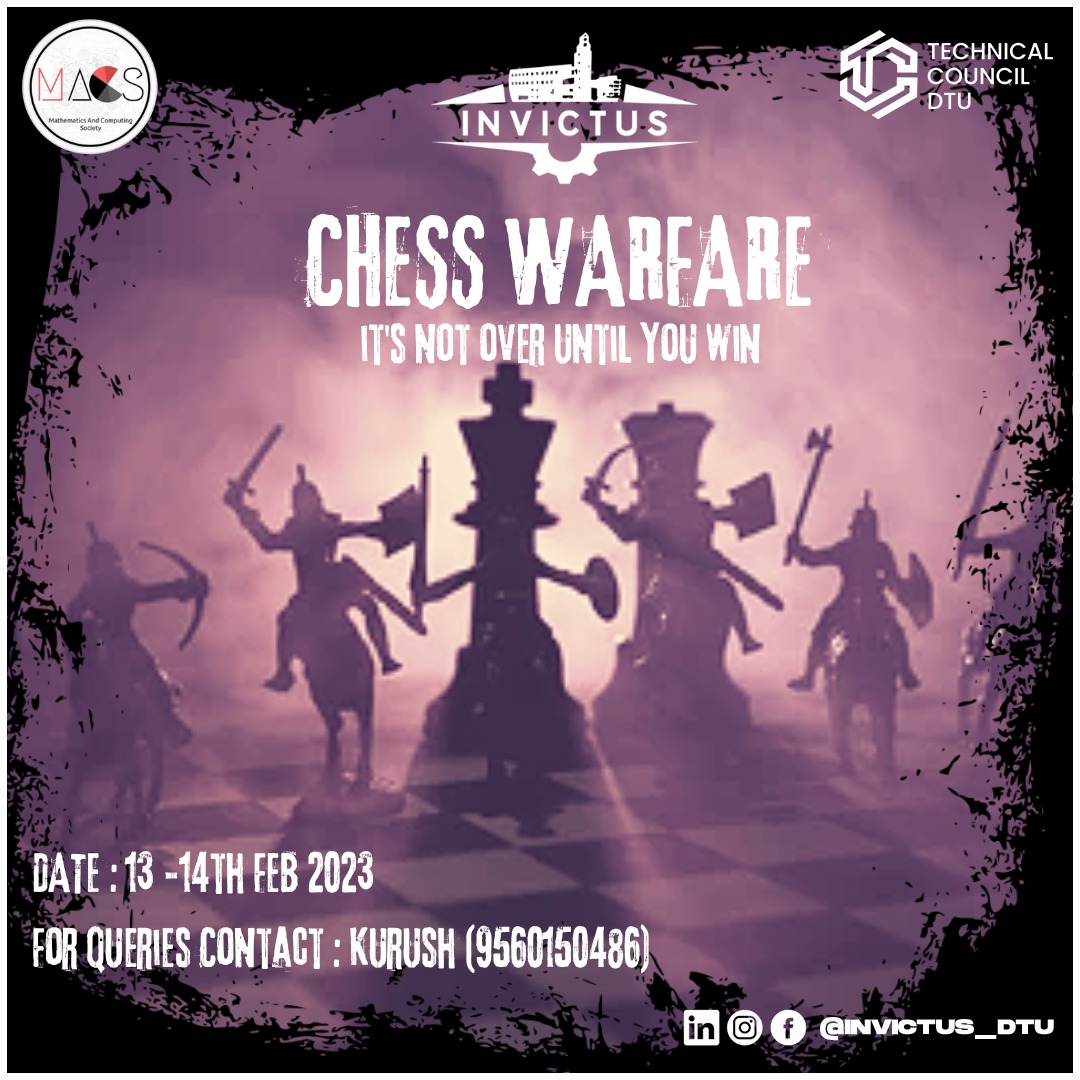 MACS
Mathematics And Computing
Society
INVICTUS
TECHNICAL
COUNCIL
DTU
CHESS WARFARE
IT'S NOT OVER UNTIL YOU WIN
DATE : 13 -14TH FEB 2023
FOR QUERIES CONTACT : KURUSH (9560150486)
in f @INVICTUS_DTU